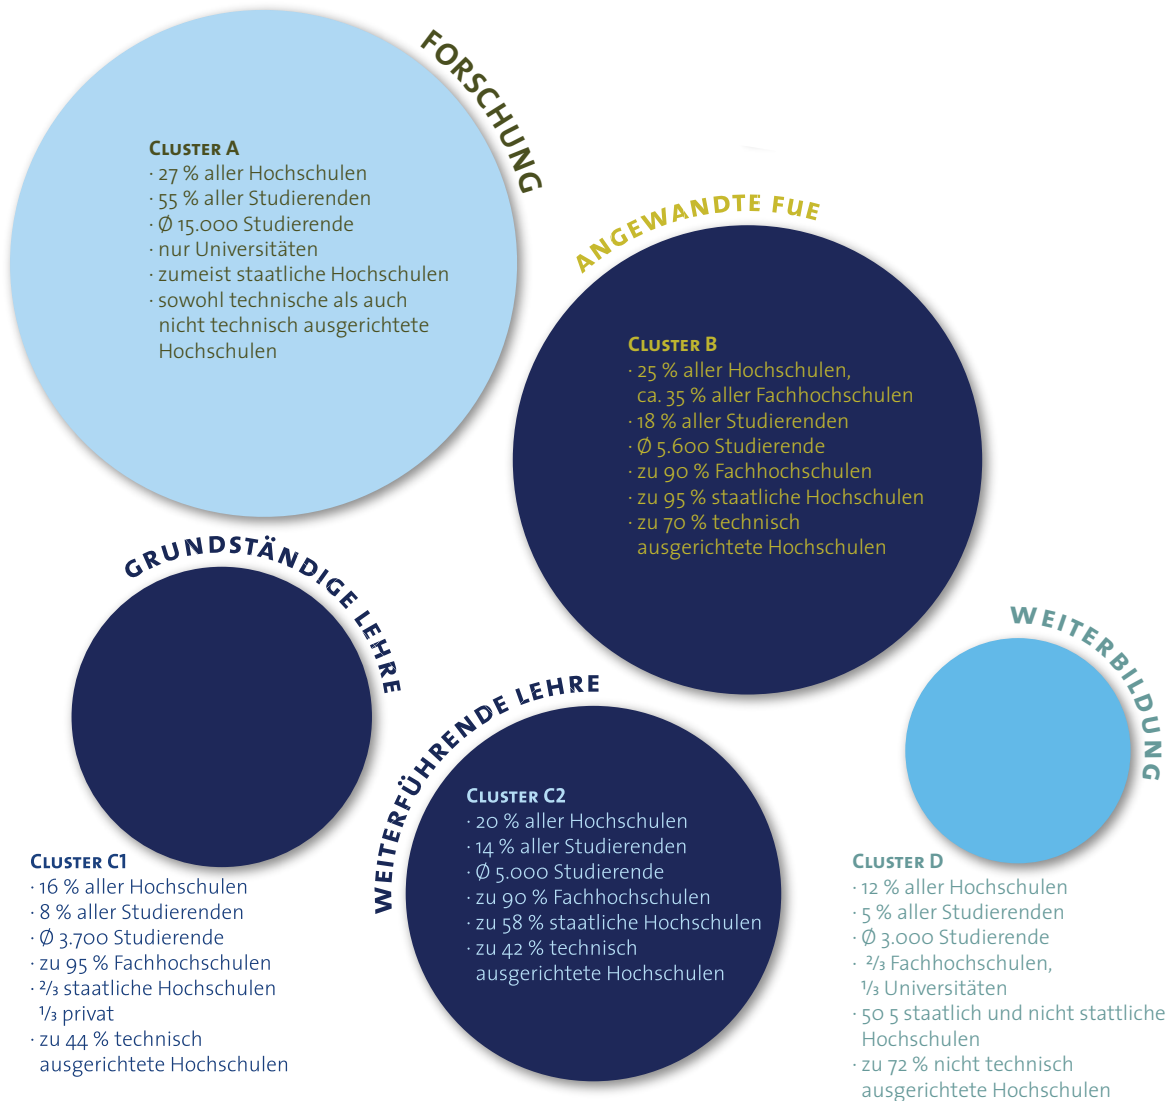 FORSCHUNG
CLUSTER A
· 27 % aller Hochschulen
· 55 % aller Studierenden
· Ø 15.000 Studierende
· nur Universitäten
· zumeist staatliche Hochschulen
· sowohl technische als auch
nicht technisch ausgerichtete
Hochschulen
ANGEWANDTE FUE
CLUSTER B
· 25 % aller Hochschulen,
ca. 35 % aller Fachhochschulen
· 18 % aller Studierenden
· Ø 5.600 Studierende
· zu 90 % Fachhochschulen
· zu 95 % staatliche Hochschulen
· zu 70 % technisch
ausgerichtete Hochschulen
GRUNDSTÄNDIGE LEHRE
CLUSTER C1
· 16 % aller Hochschulen
· 8 % aller Studierenden
· Ø 3.700 Studierende
· zu 95 % Fachhochschulen
· ⅔ staatliche Hochschulen
⅓ privat
· zu 44 % technisch
ausgerichtete Hochschulen
WEITERFÜHRENDE LEHRE
CLUSTER C2
· 20 % aller Hochschulen
· 14 % aller Studierenden
· Ø 5.000 Studierende
· zu 90 % Fachhochschulen
· zu 58 % staatliche Hochschulen
· zu 42 % technisch
ausgerichtete Hochschulen
WEITERBILDUNG
CLUSTER D
· 12 % aller Hochschulen
· 5 % aller Studierenden
· Ø 3.000 Studierende
· ⅔ Fachhochschulen,
⅓ Universitäten
· 50 5 staatlich und nicht stattliche
Hochschulen
· zu 72 % nicht technisch
ausgerichtete Hochschulen